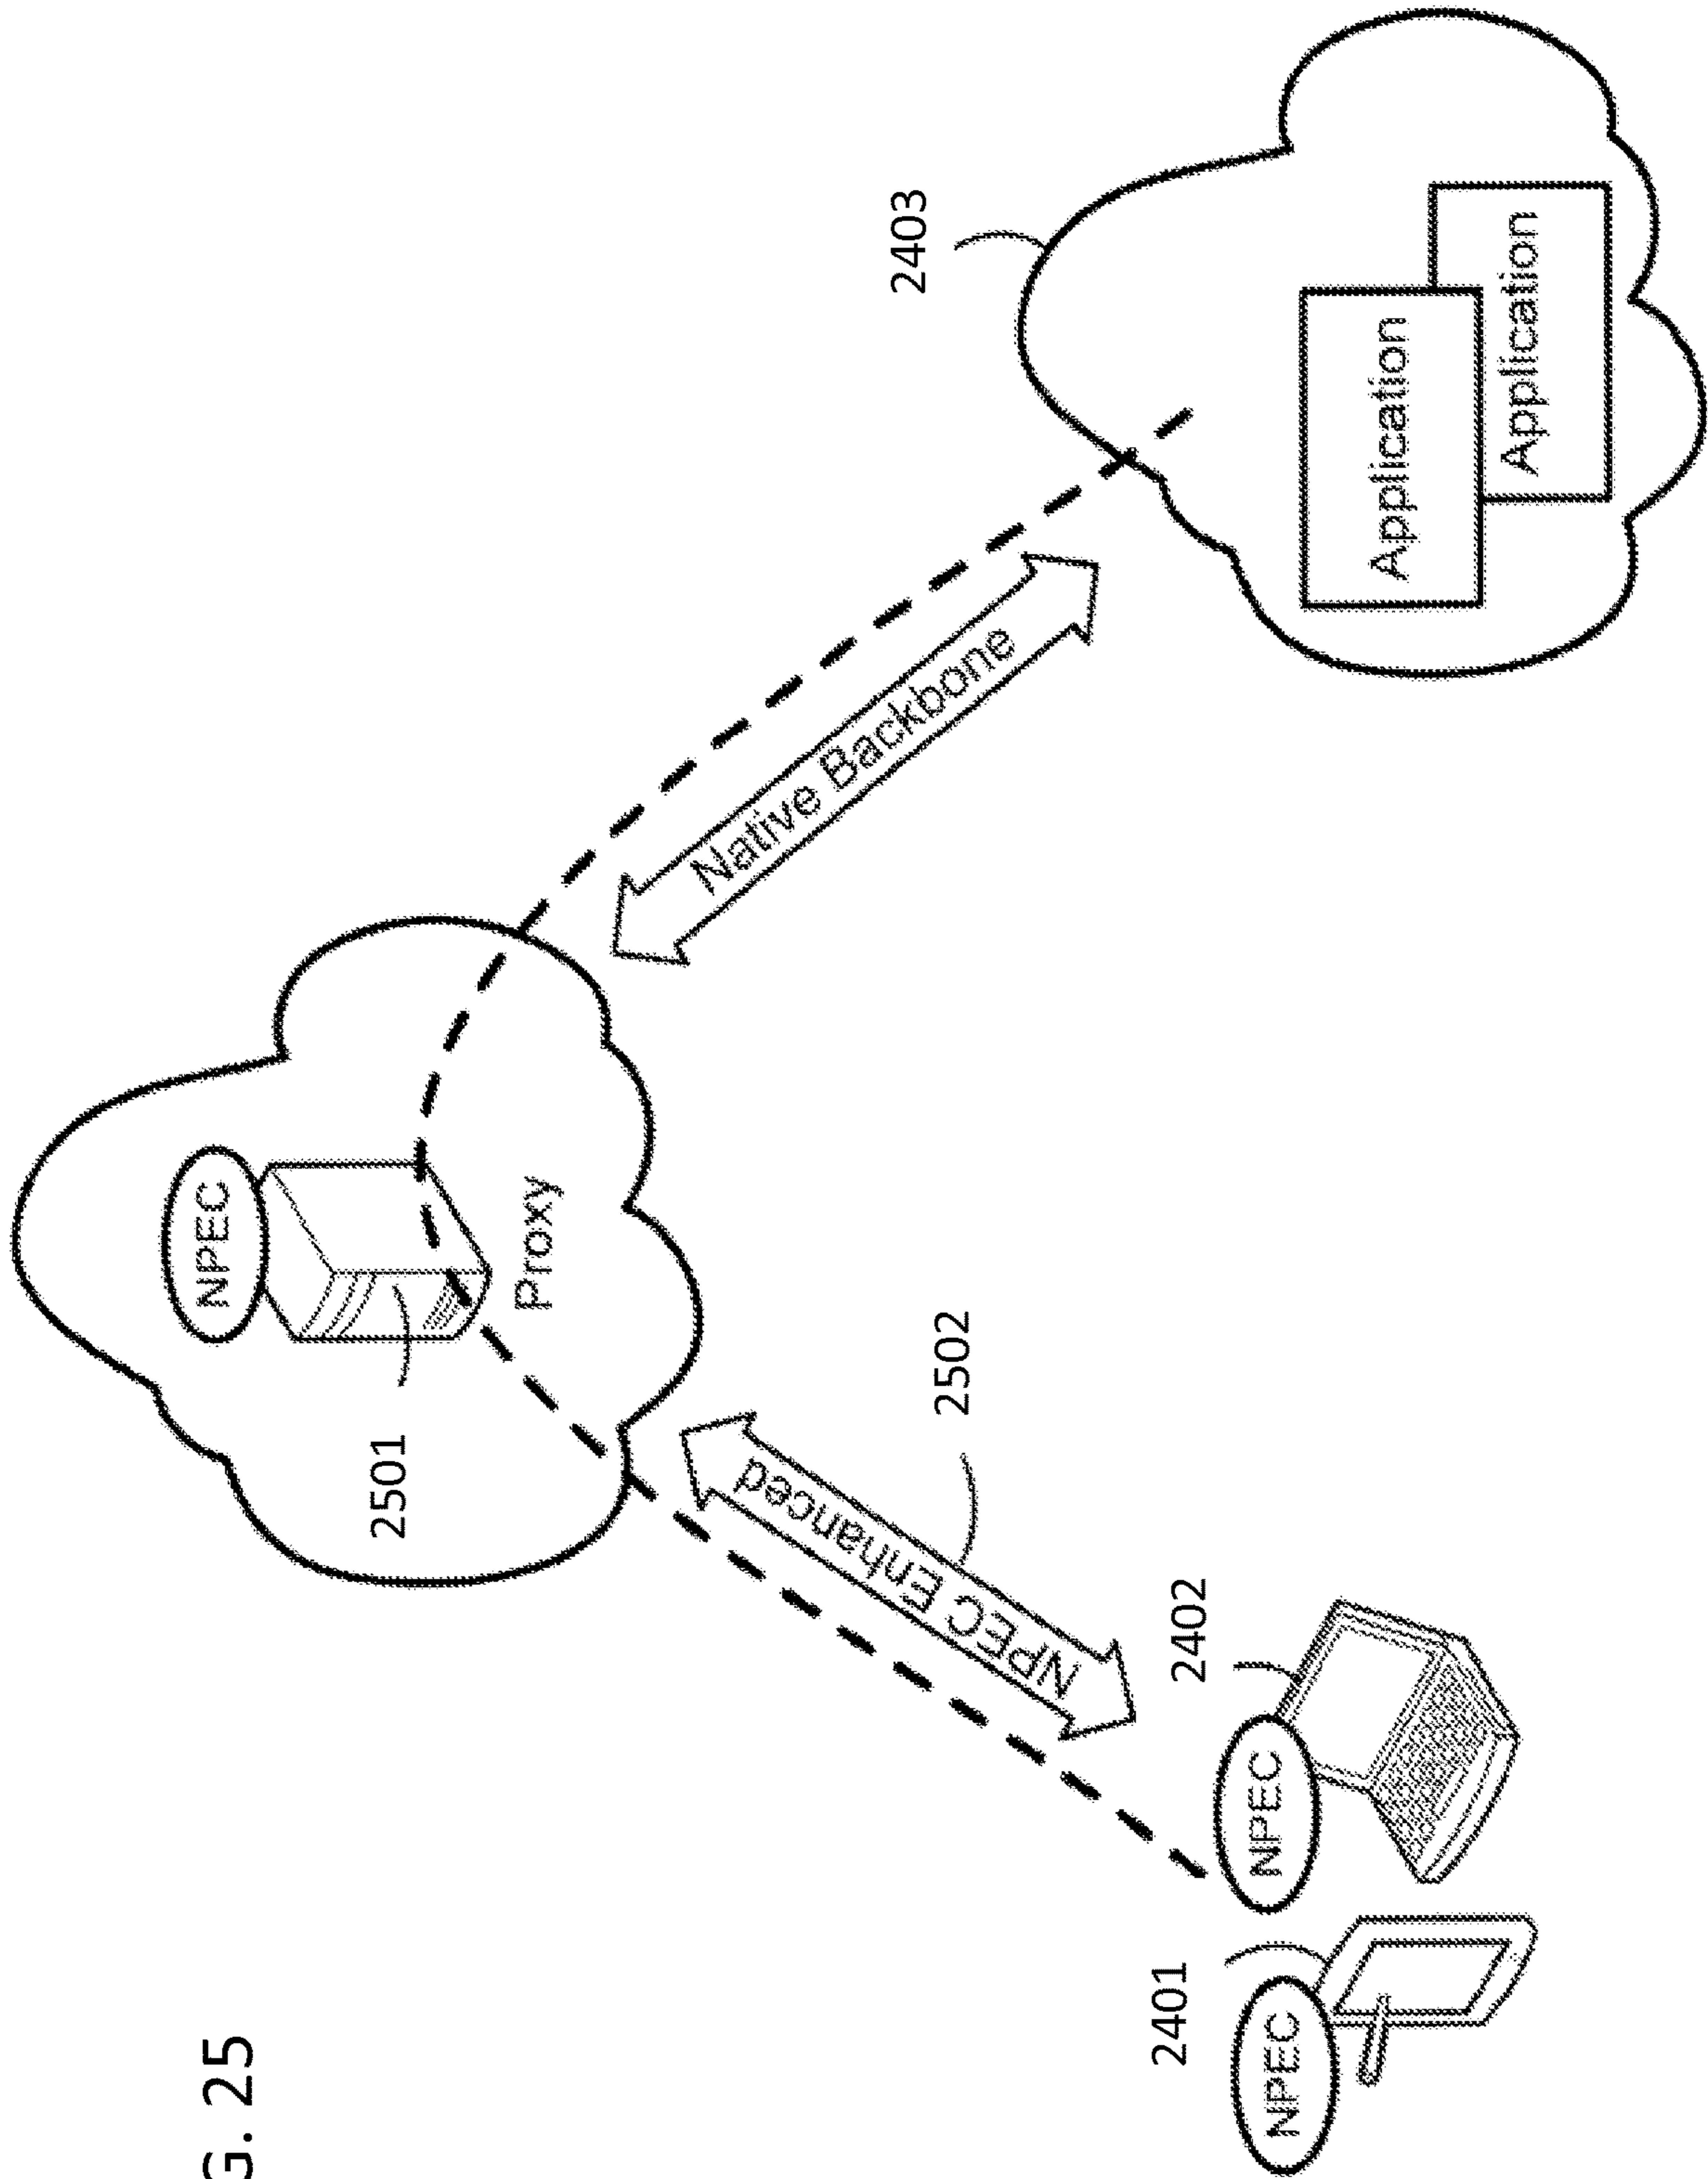 G. 25
NPEC
2501
Proxy
2502
2403
NPEC Enhanced
Native Backbone
2401
2402
NPEC
NPEC
Application
Application